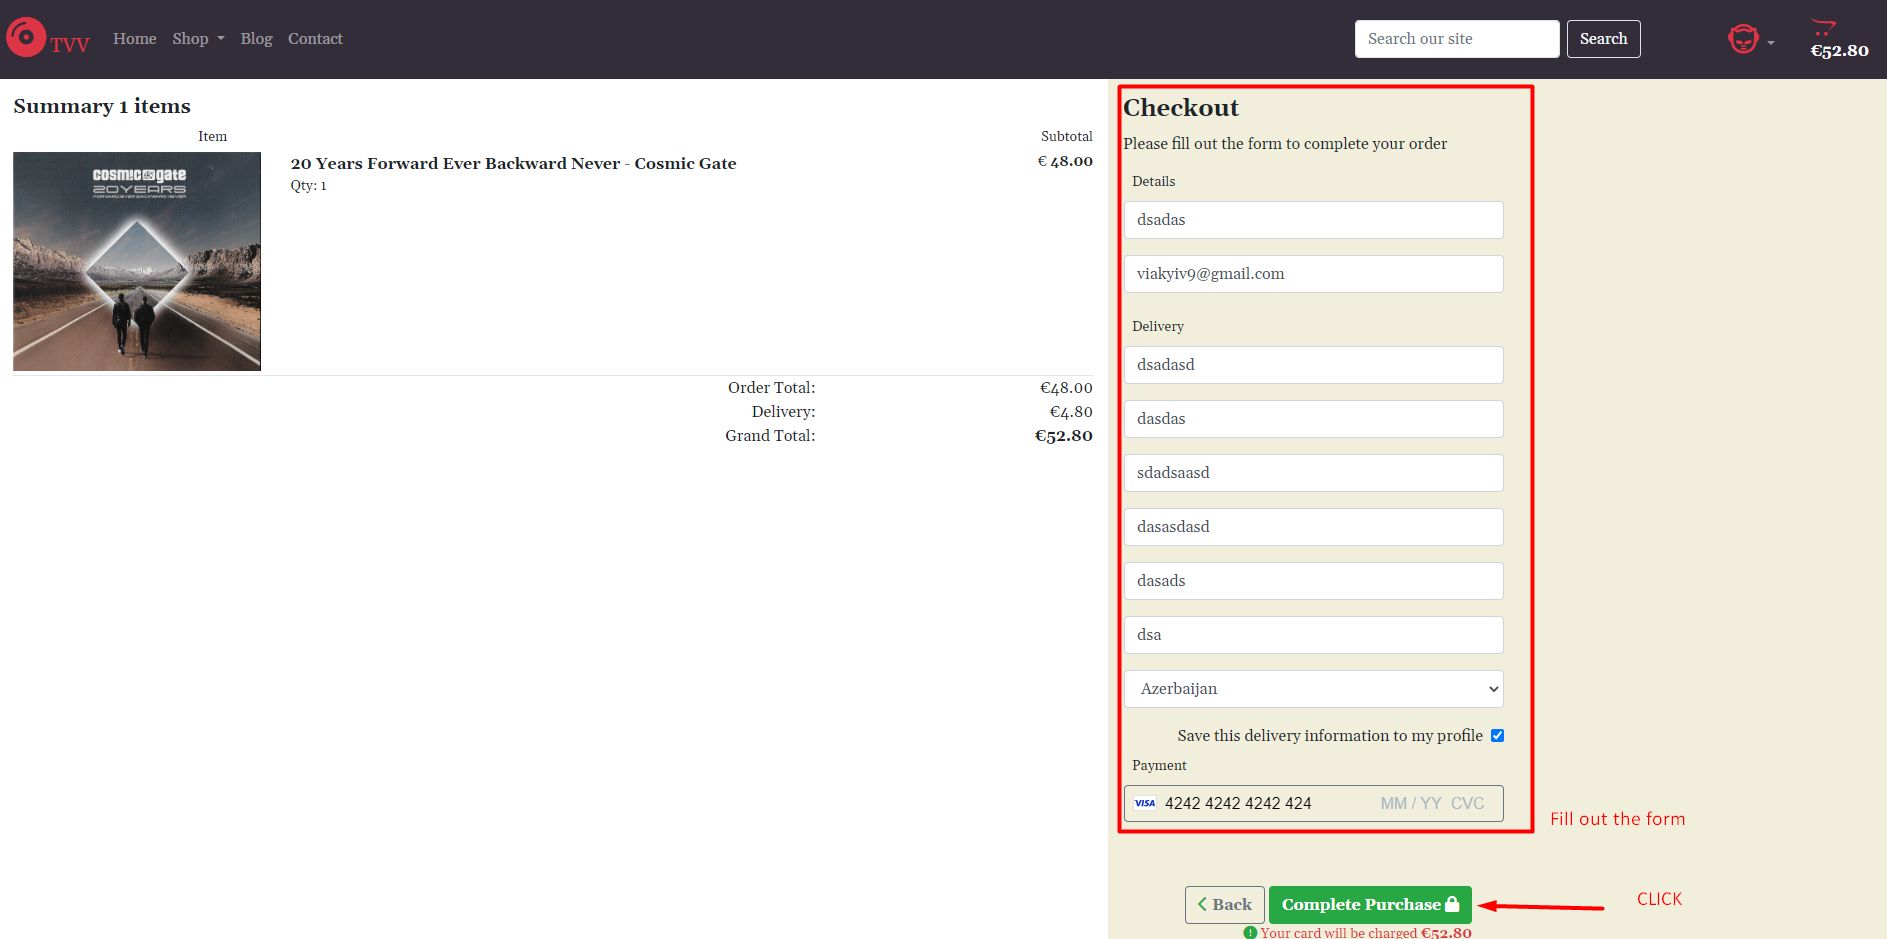 TVV
Home Shop Blog Contact
Search our site
Search
€52.80
Summary 1 items
Item
Subtotal
cosmic gate
20 YEARS
FORWARD EVER BACKWARD NEVER
20 Years Forward Ever Backward Never - Cosmic Gate
€ 48.00
Qty: 1
Order Total: €48.00
Delivery: €4.80
Grand Total: €52.80
Checkout
Please fill out the form to complete your order
Details
dsadas
viakyiv9@gmail.com
Delivery
dsadasd
dasdas
sdadsaasd
dasasdasd
dasads
dsa
Azerbaijan
Save this delivery information to my profile
Payment
VISA 4242 4242 4242 424 MM / YY CVC
Fill out the form
Back
Complete Purchase
CLICK
Your card will be charged €52.80